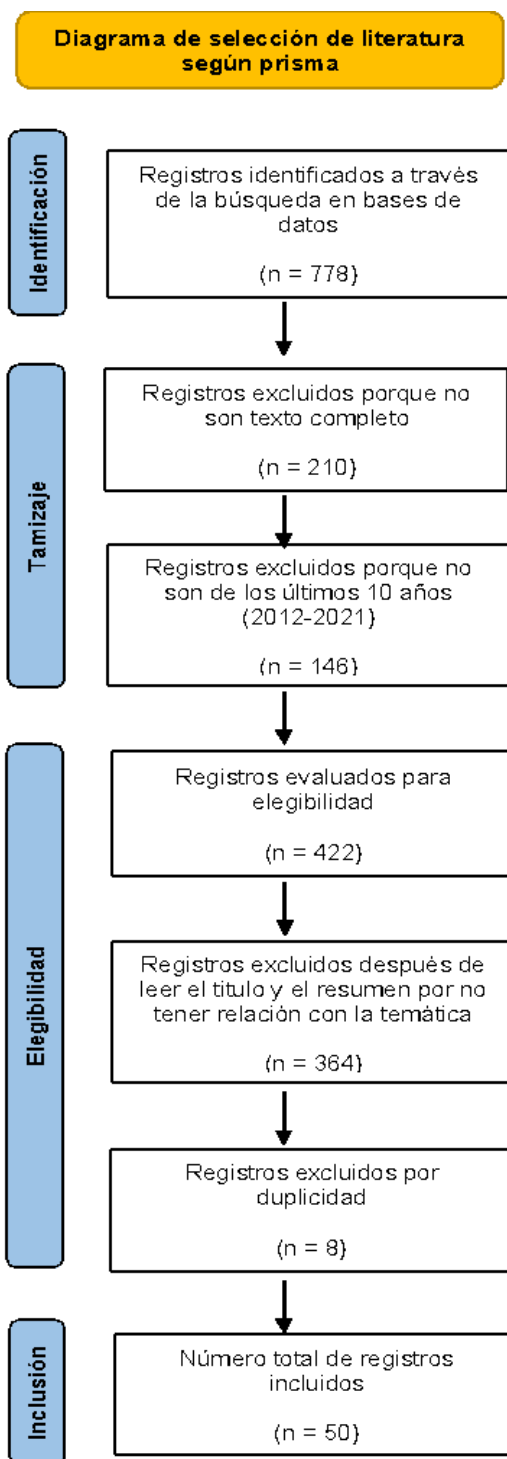 Diagrama de selección de literatura
según prisma
Identificación
Registros identificados a través
de la búsqueda en bases de
datos
(n = 778)
Tamizaje
Registros excluidos porque no
son texto completo
(n = 210)
Registros excluidos porque no
son de los últimos 10 años
(2012-2021)
(n = 146)
Elegibilidad
Registros evaluados para
elegibilidad
(n = 422)
Registros excluidos después de
leer el titulo y el resumen por no
tener relación con la temática
(n = 364)
Registros excluidos por
duplicidad
(n = 8)
Inclusión
Número total de registros
incluidos
(n = 50)